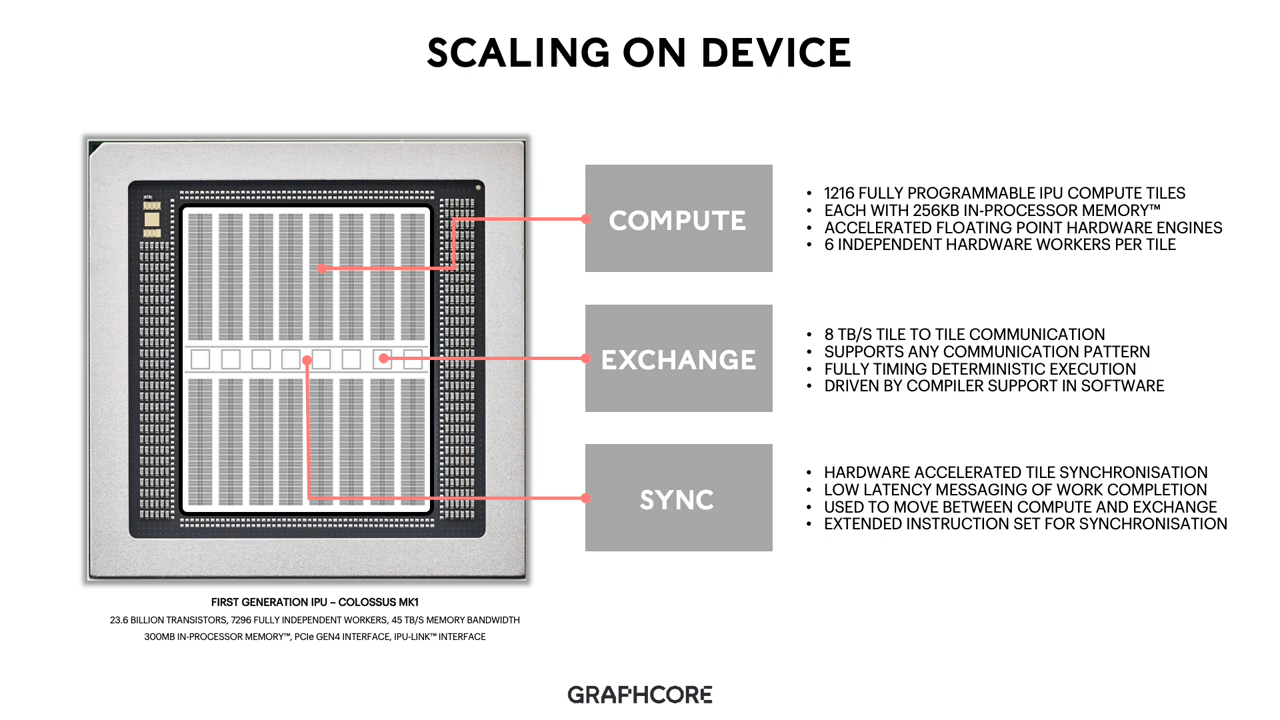 SCALING ON DEVICE
COMPUTE
• 1216 FULLY PROGRAMMABLE IPU COMPUTE TILES
• EACH WITH 256KB IN-PROCESSOR MEMORY™
• ACCELERATED FLOATING POINT HARDWARE ENGINES
• 6 INDEPENDENT HARDWARE WORKERS PER TILE
EXCHANGE
• 8 TB/S TILE TO TILE COMMUNICATION
• SUPPORTS ANY COMMUNICATION PATTERN
• FULLY TIMING DETERMINISTIC EXECUTION
• DRIVEN BY COMPILER SUPPORT IN SOFTWARE
SYNC
• HARDWARE ACCELERATED TILE SYNCHRONISATION
• LOW LATENCY MESSAGING OF WORK COMPLETION
• USED TO MOVE BETWEEN COMPUTE AND EXCHANGE
• EXTENDED INSTRUCTION SET FOR SYNCHRONISATION
FIRST GENERATION IPU – COLOSSUS MK1
23.6 BILLION TRANSISTORS, 7296 FULLY INDEPENDENT WORKERS, 45 TB/S MEMORY BANDWIDTH
300MB IN-PROCESSOR MEMORY™, PCIe GEN4 INTERFACE, IPU-LINK™ INTERFACE
GRAPHCORE